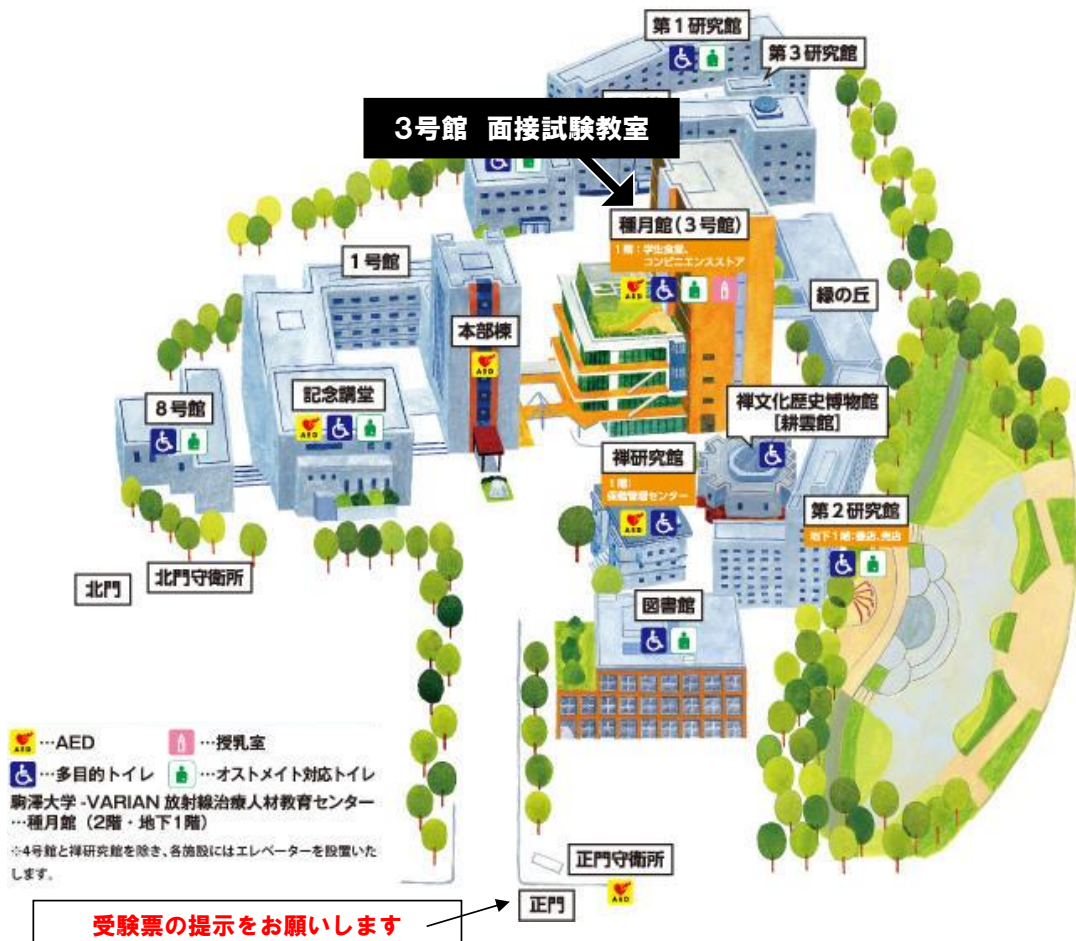 第1研究館
第3研究館
3号館 面接試験教室
種月館(3号館)
1階:学生食堂、
コンビニエンスストア
AED
1号館
緑の丘
本部棟
AED
禅文化歴史博物館
[耕雲館]
8号館
記念講堂
AED
禅研究館
1階:
保健管理センター
AED
第2研究館
地下1階:書店、売店
北門
北門守衛所
図書館
AED …AED
…授乳室
…多目的トイレ
…オストメイト対応トイレ
駒澤大学-VARIAN 放射線治療人材教育センター
…種月館(2階・地下1階)
※4号館と禅研究館を除き、各施設にはエレベーターを設置いた
します。
正門守衛所
AED
正門
受験票の提示をお願いします